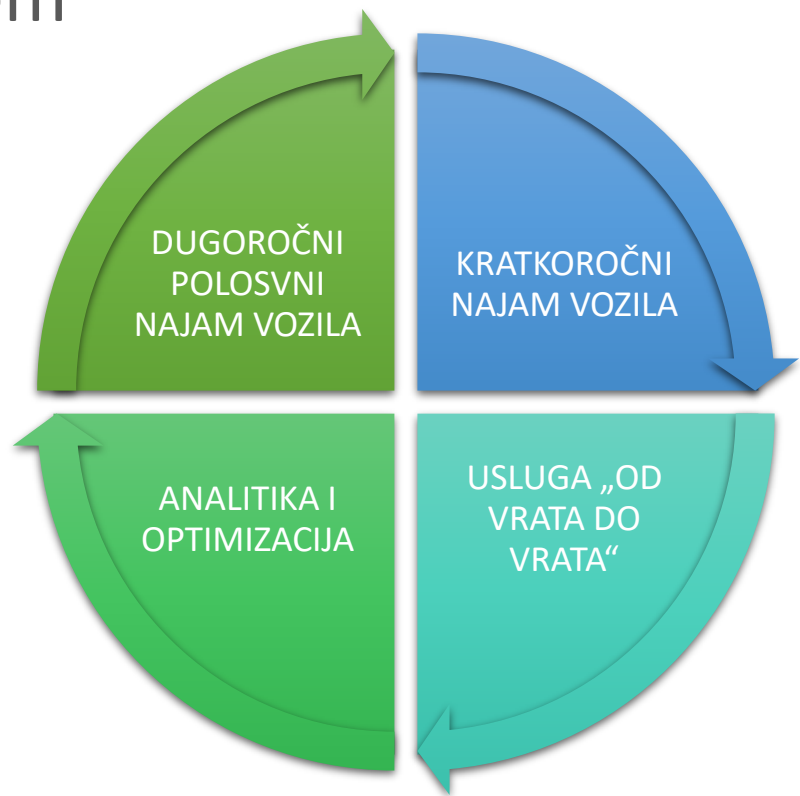 DUGOROČNI
POLOSVNI
NAJAM VOZILA
KRATKOROČNI
NAJAM VOZILA
ANALITIKA I
OPTIMIZACIJA
USLUGA „OD
VRATA DO
VRATA“